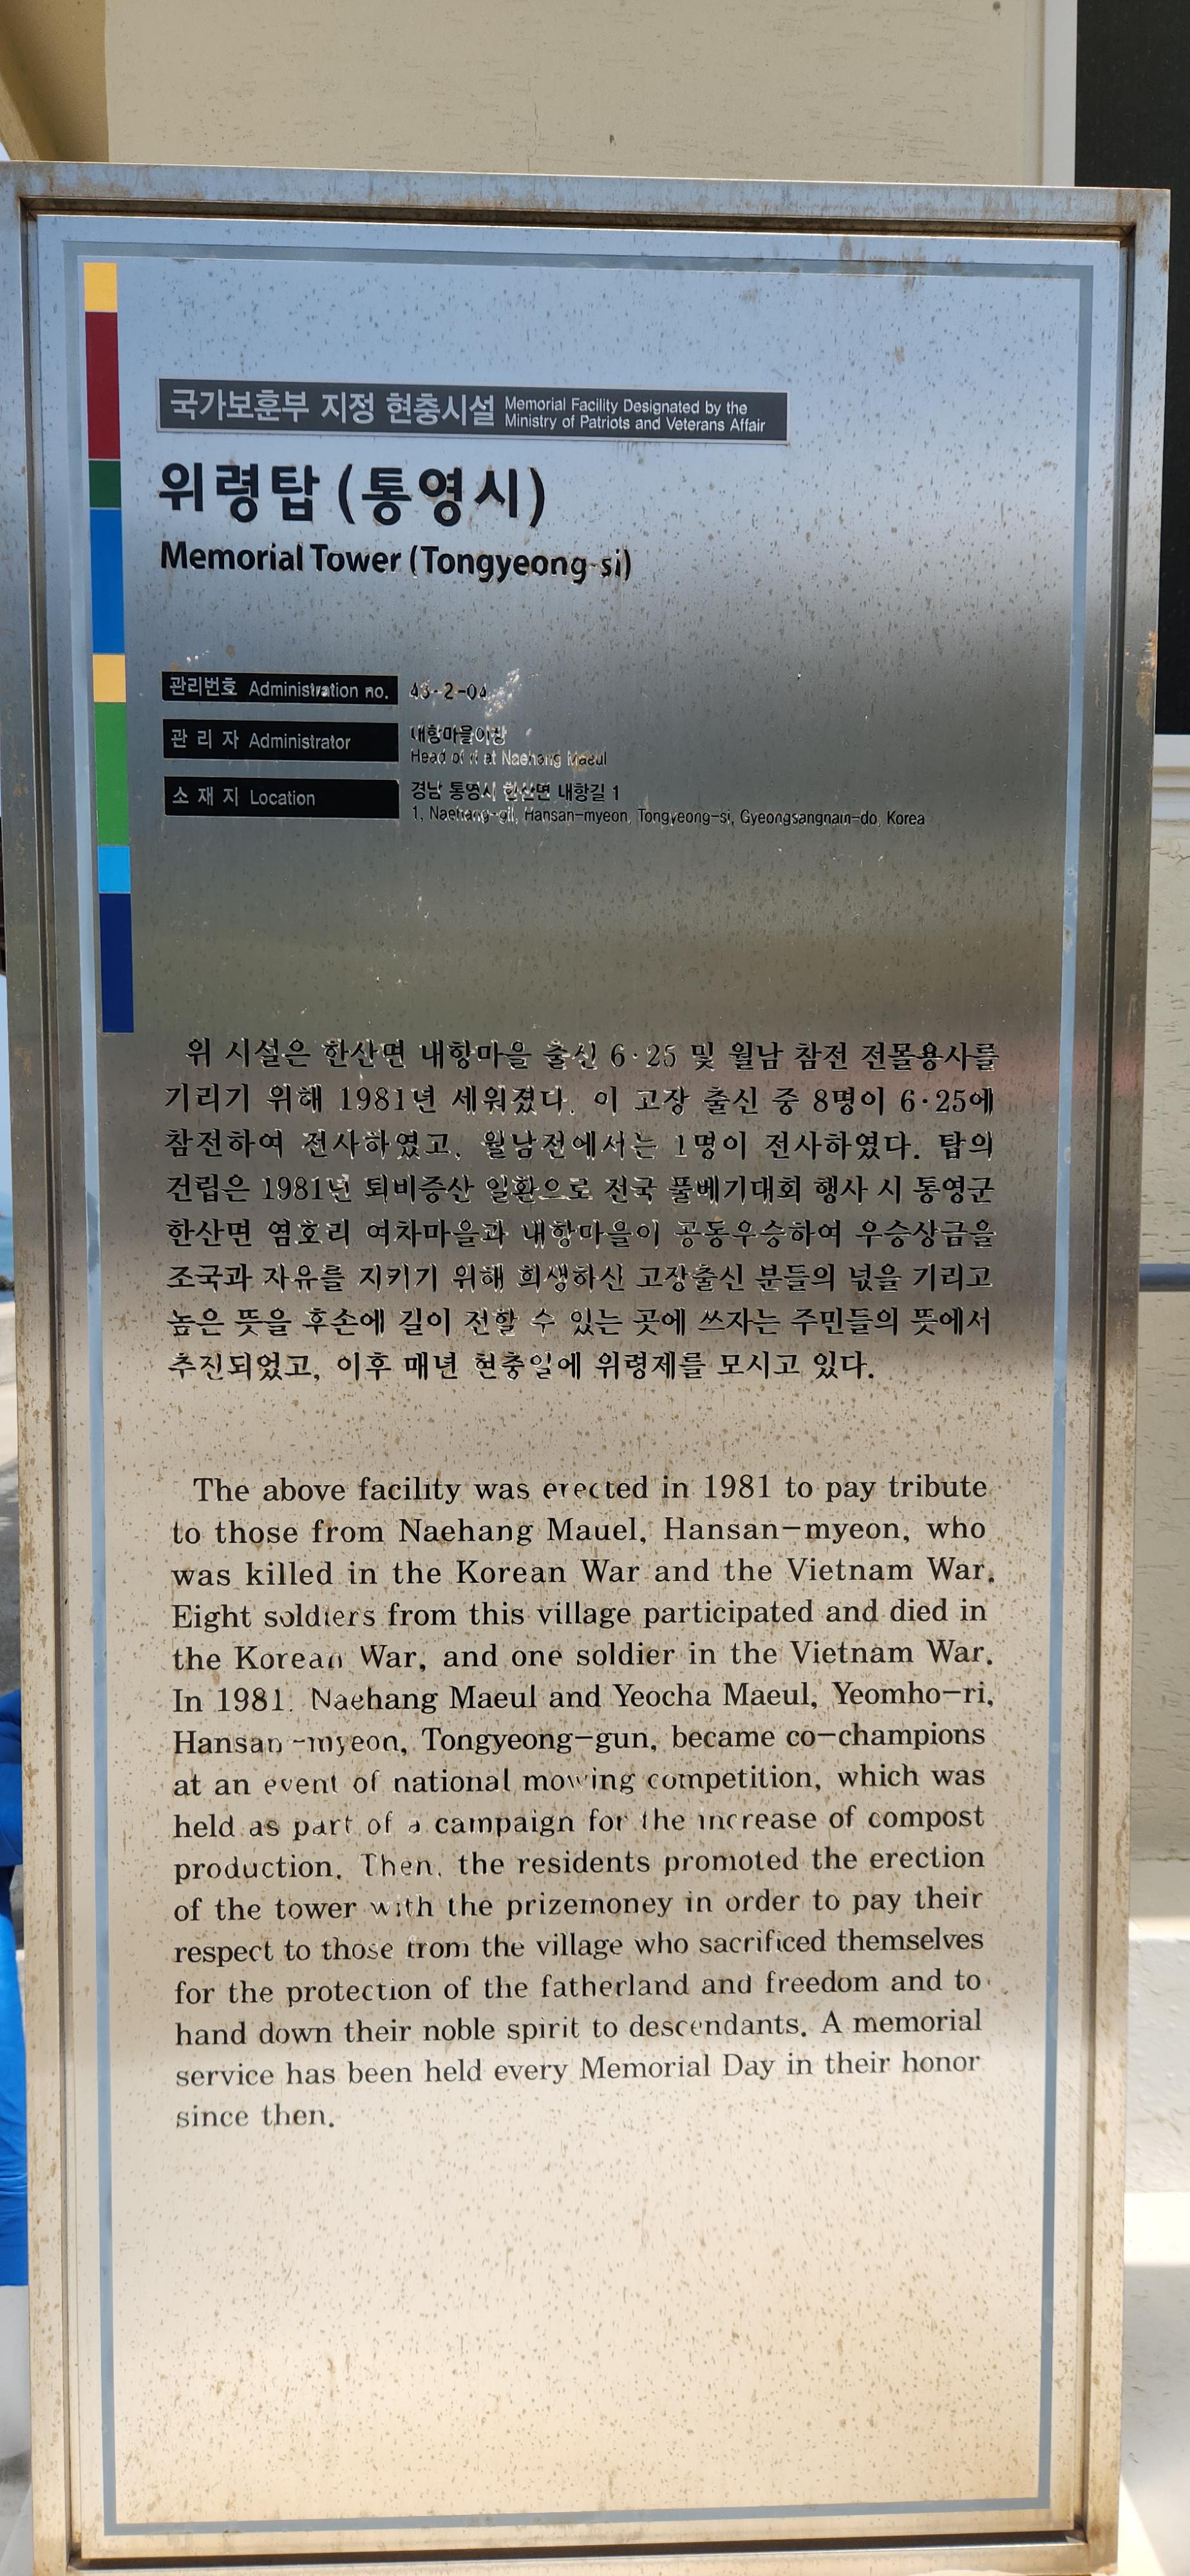 국가보훈부 지정 현충시설 Memorial Facility Designated by the
Ministry of Patriots and Veterans Affair
위령탑 (통영시)
Memorial Tower (Tongyeong-si)
관리번호 Administration no. 43-2-04
관 리 자 Administrator 내항마을이장
Head of ri at Naehang Maeul
소 재 지 Location 경남 통영시 한산면 내항길 1
1, Naehang-gil, Hansan-myeon, Tongyeong-si, Gyeongsangnam-do, Korea
위 시설은 한산면 내항마을 출신 6·25 및 월남 참전 전몰용사를
기리기 위해 1981년 세워졌다. 이 고장 출신 중 8명이 6·25에
참전하여 전사하였고, 월남전에서는 1명이 전사하였다. 탑의
건립은 1981년 퇴비증산 일환으로 전국 풀베기대회 행사 시 통영군
한산면 염호리 여차마을과 내항마을이 공동우승하여 우승상금을
조국과 자유를 지키기 위해 희생하신 고장출신 분들의 넋을 기리고
높은 뜻을 후손에 길이 전할 수 있는 곳에 쓰자는 주민들의 뜻에서
추진되었고, 이후 매년 현충일에 위령제를 모시고 있다.
The above facility was erected in 1981 to pay tribute
to those from Naehang Mauel, Hansan-myeon, who
was killed in the Korean War and the Vietnam War.
Eight soldiers from this village participated and died in
the Korean War, and one soldier in the Vietnam War.
In 1981, Naehang Maeul and Yeocha Maeul, Yeomho-ri,
Hansan-myeon, Tongyeong-gun, became co-champions
at an event of national mowing competition, which was
held as part of a campaign for the increase of compost
production. Then, the residents promoted the erection
of the tower with the prizemoney in order to pay their
respect to those from the village who sacrificed themselves
for the protection of the fatherland and freedom and to
hand down their noble spirit to descendants. A memorial
service has been held every Memorial Day in their honor
since then.